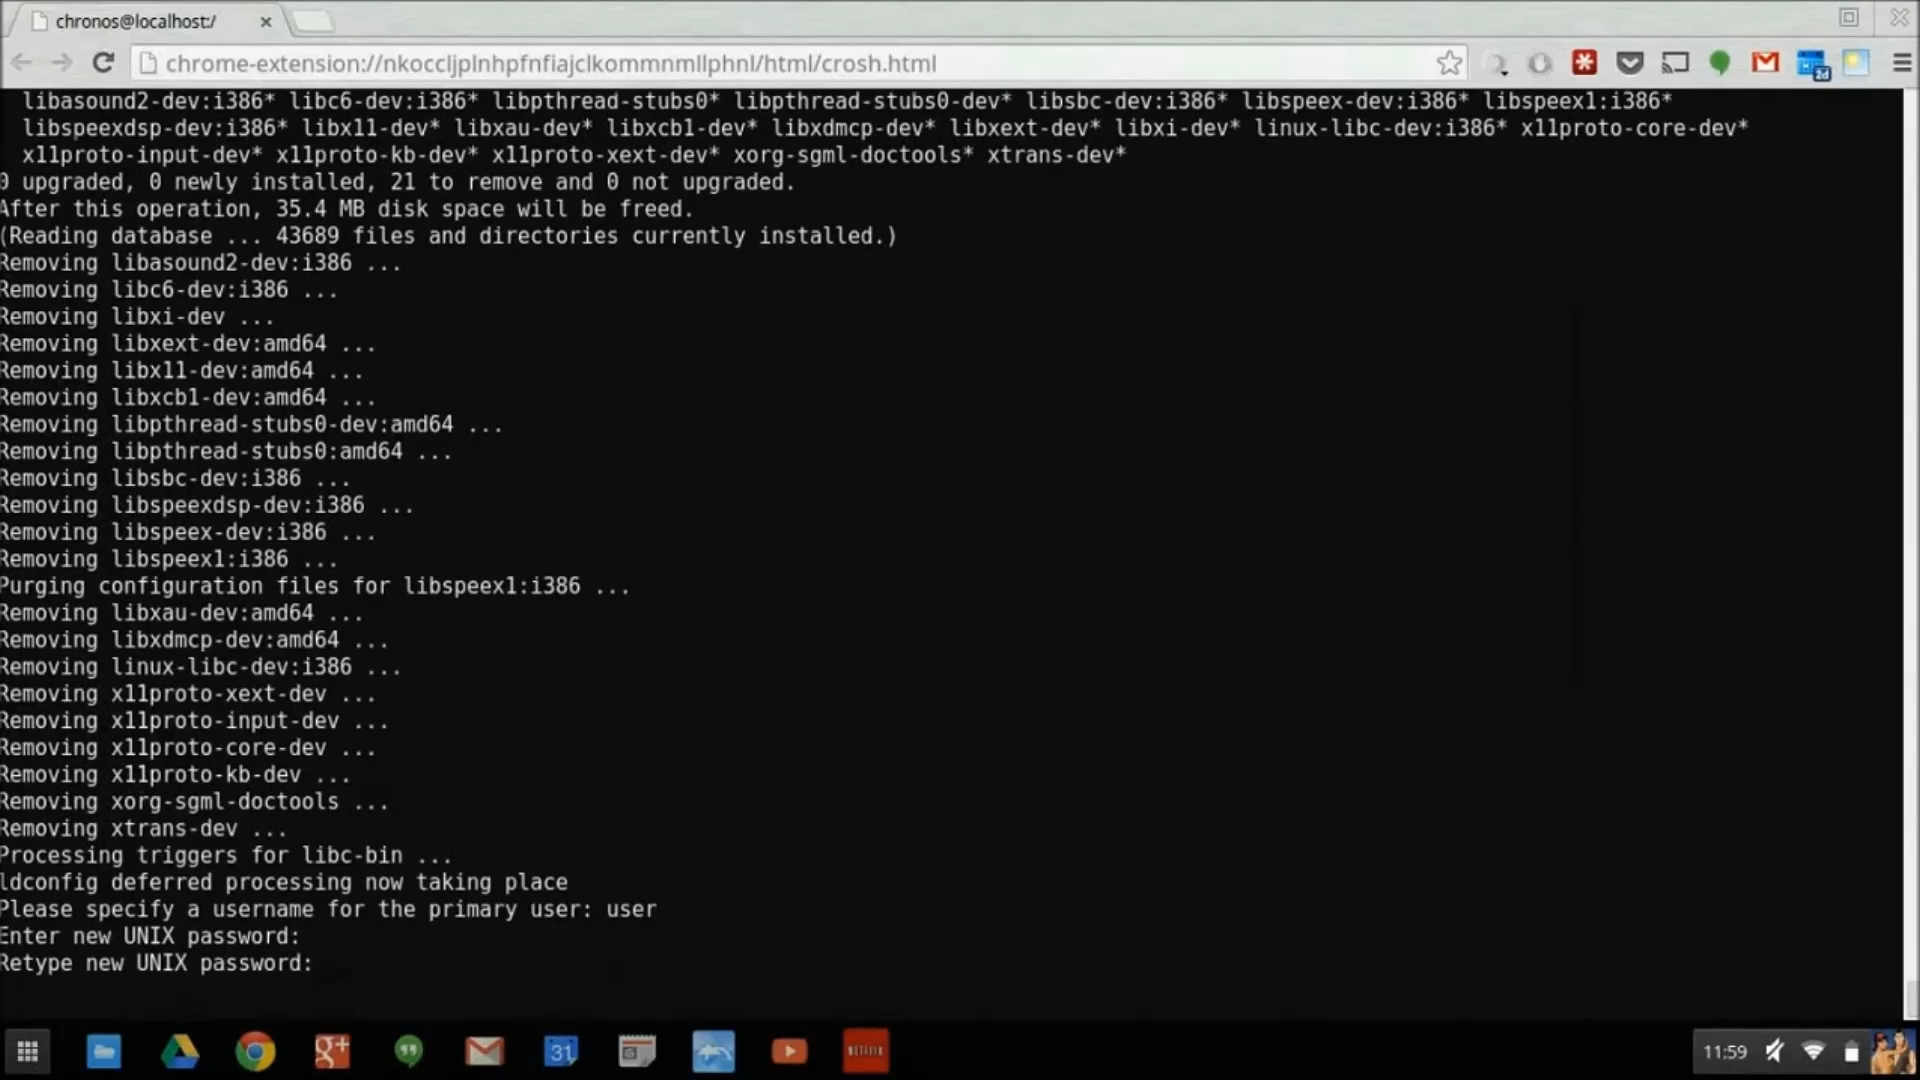 chronos@localhost:/
chrome-extension://nkoccljplnhpfnfiajclkommnmllphnl/html/crosh.html
2d
libasound2-dev:i386* libc6-dev:i386* libpthread-stubs0* libpthread-stubs0-dev* libsbc-dev:i386* libspeex-dev:i386* libspeex1:i386*
libspeexdsp-dev:i386* libx11-dev* libxau-dev* libxcb1-dev* libxdmcp-dev* libxext-dev* libxi-dev* linux-libc-dev:i386* x11proto-core-dev*
x11proto-input-dev* x11proto-kb-dev* x11proto-xext-dev* xorg-sgml-doctools* xtrans-dev*
0 upgraded, 0 newly installed, 21 to remove and 0 not upgraded.
After this operation, 35.4 MB disk space will be freed.
(Reading database ... 43689 files and directories currently installed.)
Removing libasound2-dev:i386 ...
Removing libc6-dev:i386 ...
Removing libxi-dev ...
Removing libxext-dev:amd64 ...
Removing libx11-dev:amd64 ...
Removing libxcb1-dev:amd64 ...
Removing libpthread-stubs0-dev:amd64 ...
Removing libpthread-stubs0:amd64 ...
Removing libsbc-dev:i386 ...
Removing libspeexdsp-dev:i386 ...
Removing libspeex-dev:i386 ...
Removing libspeex1:i386 ...
Purging configuration files for libspeex1:i386 ...
Removing libxau-dev:amd64 ...
Removing libxdmcp-dev:amd64 ...
Removing linux-libc-dev:i386 ...
Removing x11proto-xext-dev ...
Removing x11proto-input-dev ...
Removing x11proto-core-dev ...
Removing x11proto-kb-dev ...
Removing xorg-sgml-doctools ...
Removing xtrans-dev ...
Processing triggers for libc-bin ...
ldconfig deferred processing now taking place
Please specify a username for the primary user: user
Enter new UNIX password:
Retype new UNIX password:
g+ 31 NETFLIX 11:59